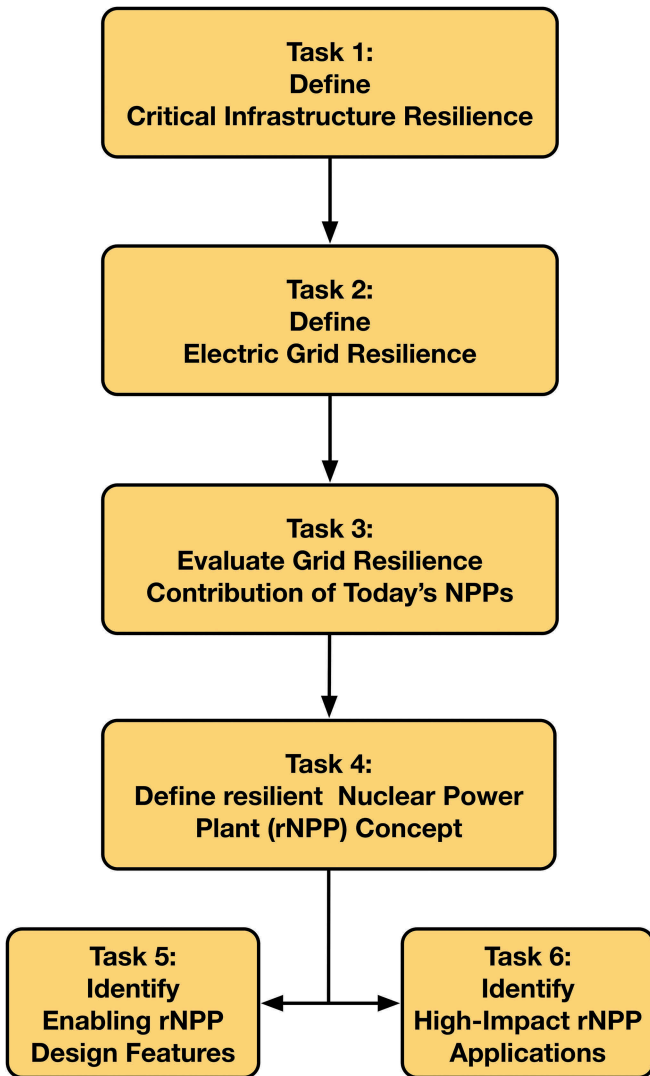 Task 1:
Define
Critical Infrastructure Resilience
Task 2:
Define
Electric Grid Resilience
Task 3:
Evaluate Grid Resilience
Contribution of Today’s NPPs
Task 4:
Define resilient  Nuclear Power
Plant (rNPP) Concept
Task 5:
Identify
Enabling rNPP
Design Features
Task 6:
Identify
High-Impact rNPP
Applications